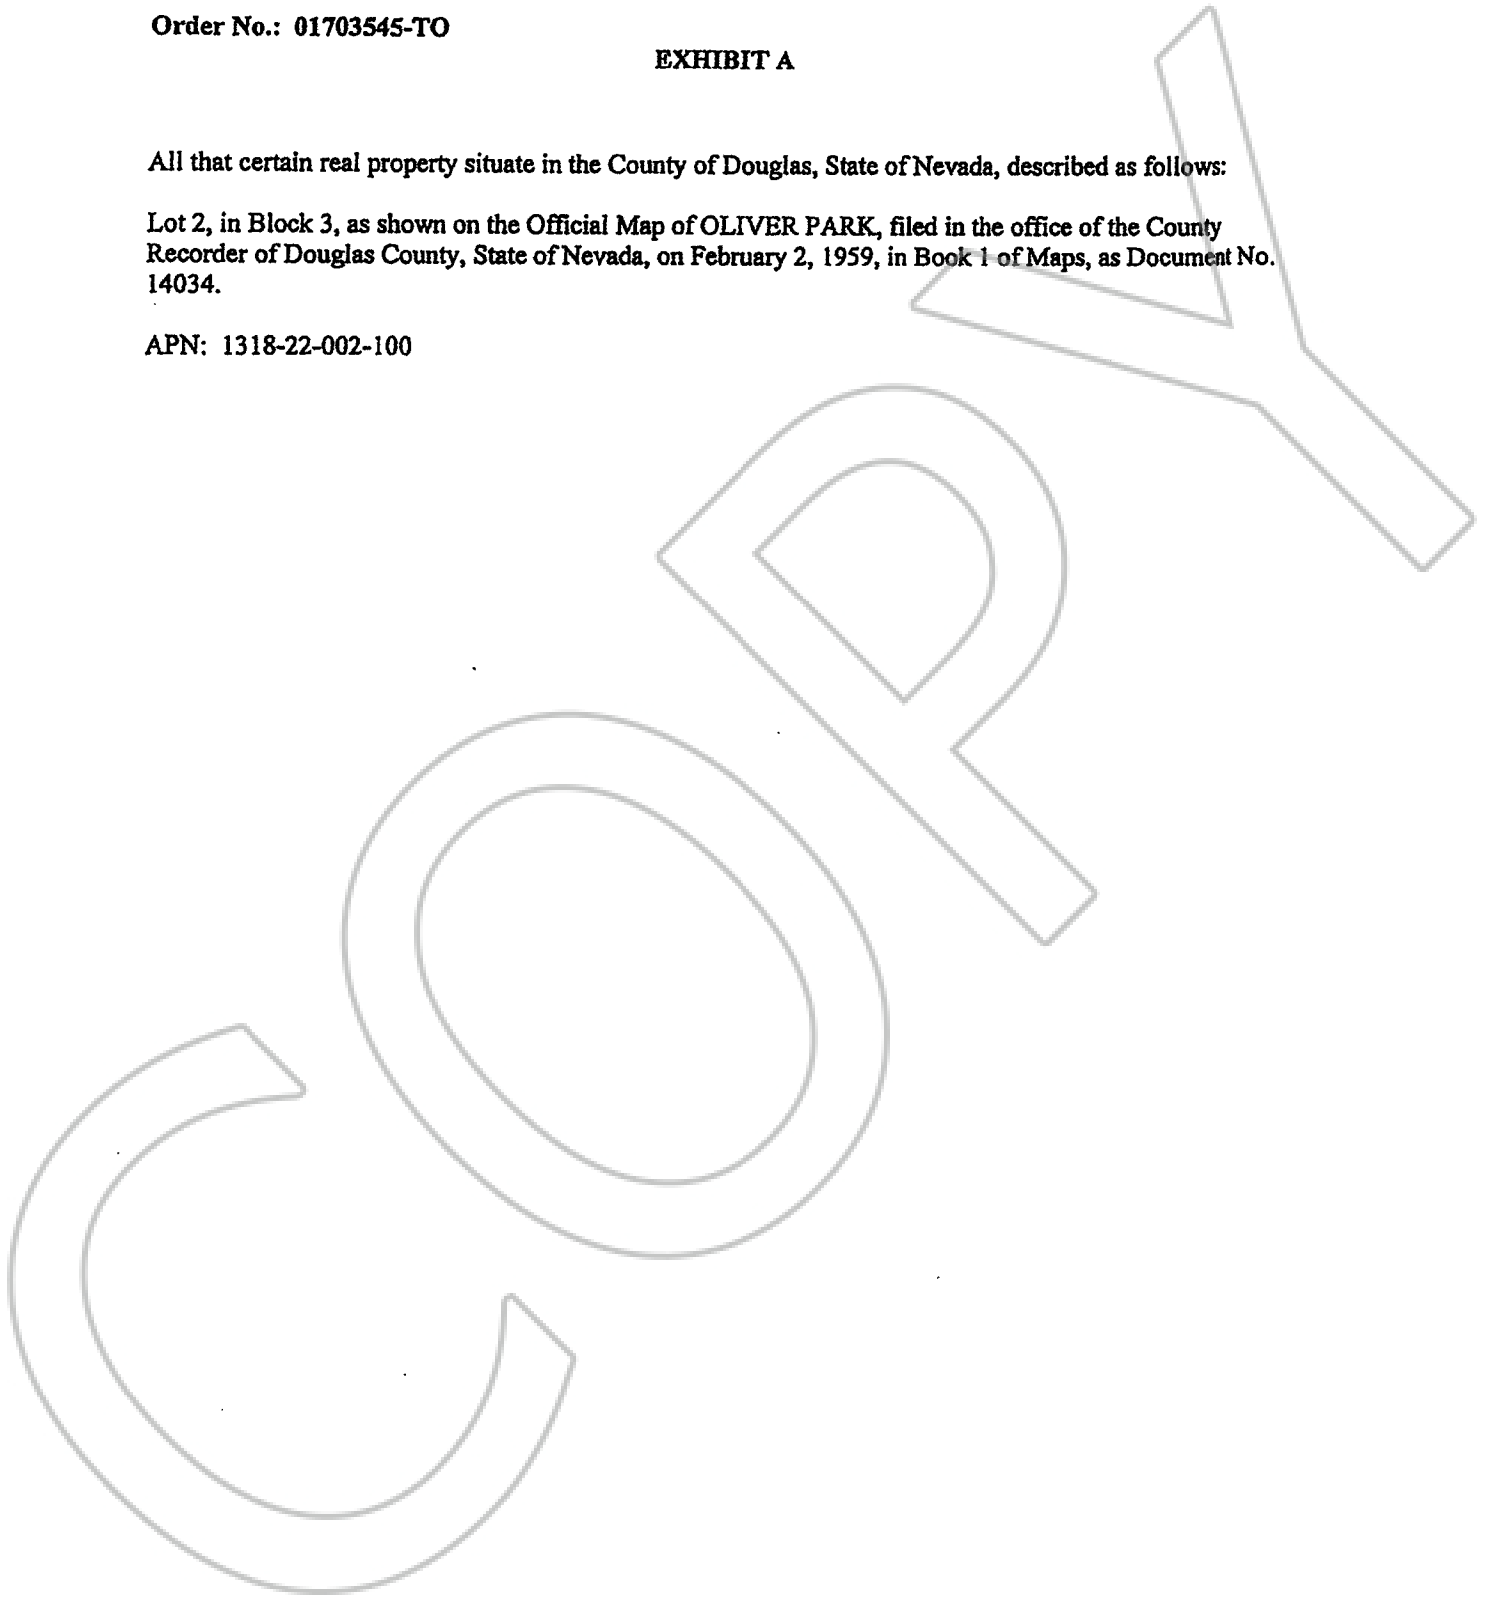 Order No.: 01703545-TO
EXHIBIT A
All that certain real property situate in the County of Douglas, State of Nevada, described as follows:
Lot 2, in Block 3, as shown on the Official Map of OLIVER PARK, filed in the office of the County
Recorder of Douglas County, State of Nevada, on February 2, 1959, in Book 1 of Maps, as Document No.
14034.
APN: 1318-22-002-100
COPY